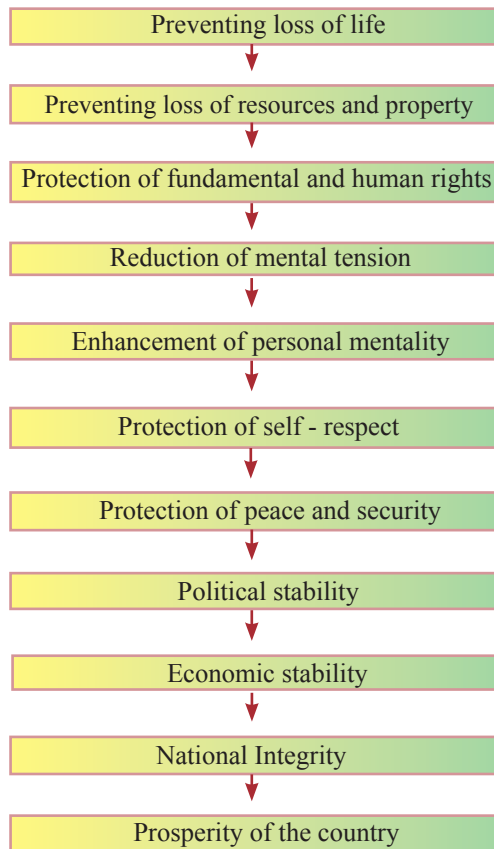 Preventing loss of life
Preventing loss of resources and property
Protection of fundamental and human rights
Reduction of mental tension
Enhancement of personal mentality
Protection of self - respect
Protection of peace and security
Political stability
Economic stability
National Integrity
Prosperity of the country